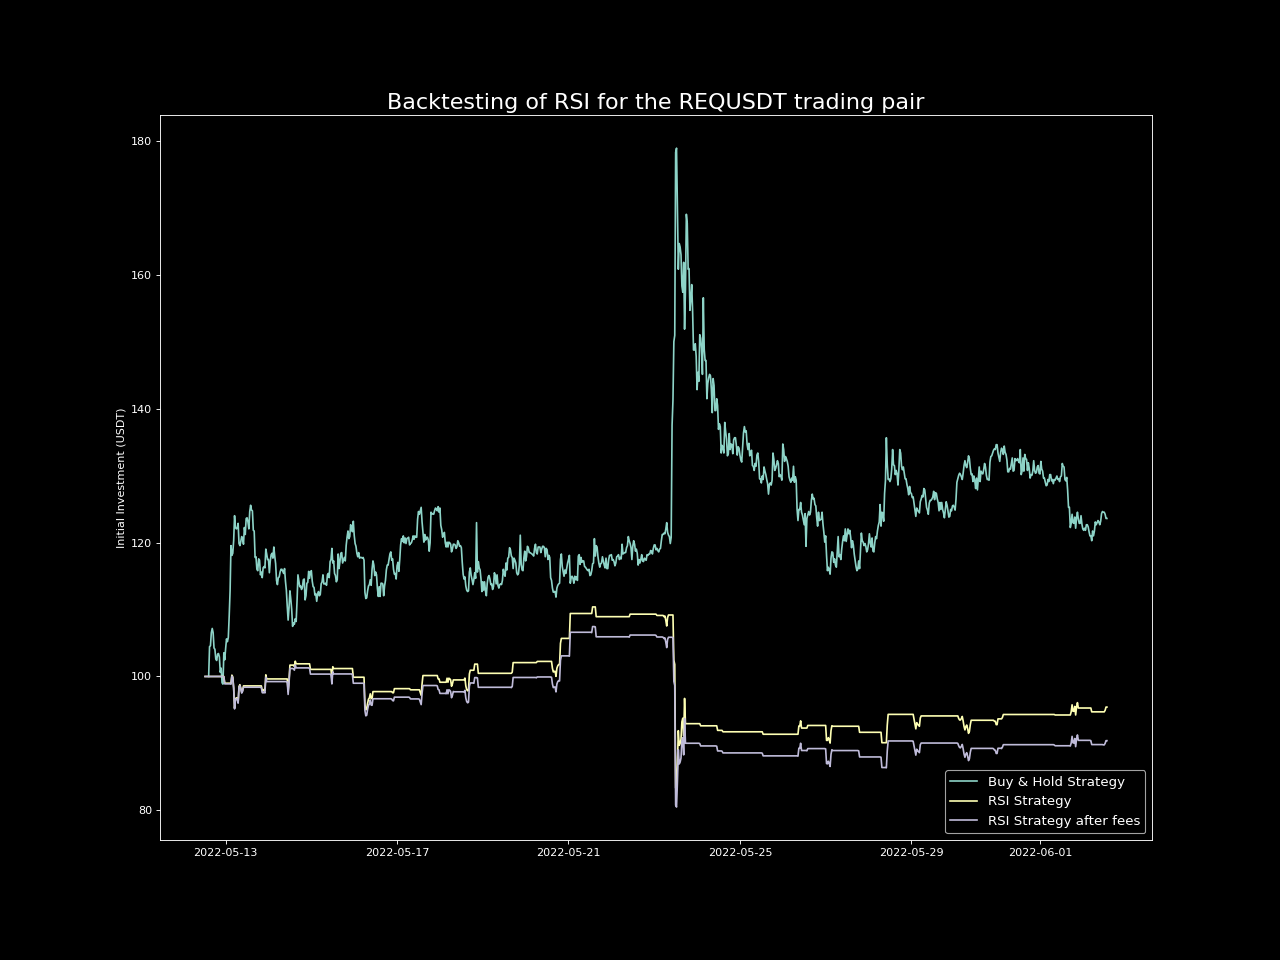 Backtesting of RSI for the REQUSDT trading pair
180
160
140
120
100
80
Initial Investment (USDT)
2022-05-13
2022-05-17
2022-05-21
2022-05-25
2022-05-29
2022-06-01
Buy & Hold Strategy
RSI Strategy
RSI Strategy after fees